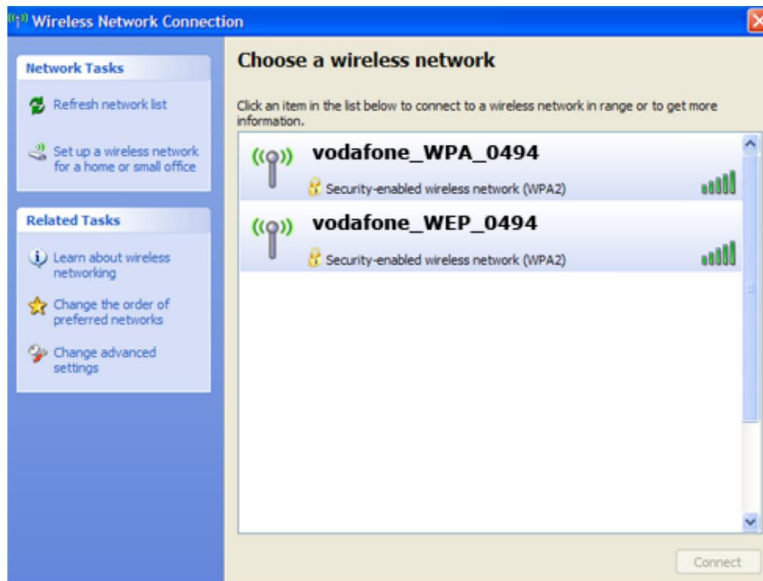 Wireless Network Connection
Network Tasks
Refresh network list
Set up a wireless network
for a home or small office
Related Tasks
Learn about wireless
networking
Change the order of
preferred networks
Change advanced
settings
Choose a wireless network
Click an item in the list below to connect to a wireless network in range or to get more
information.
vodafone_WPA_0494
Security-enabled wireless network (WPA2)
vodafone_WEP_0494
Security-enabled wireless network (WPA2)
Connect